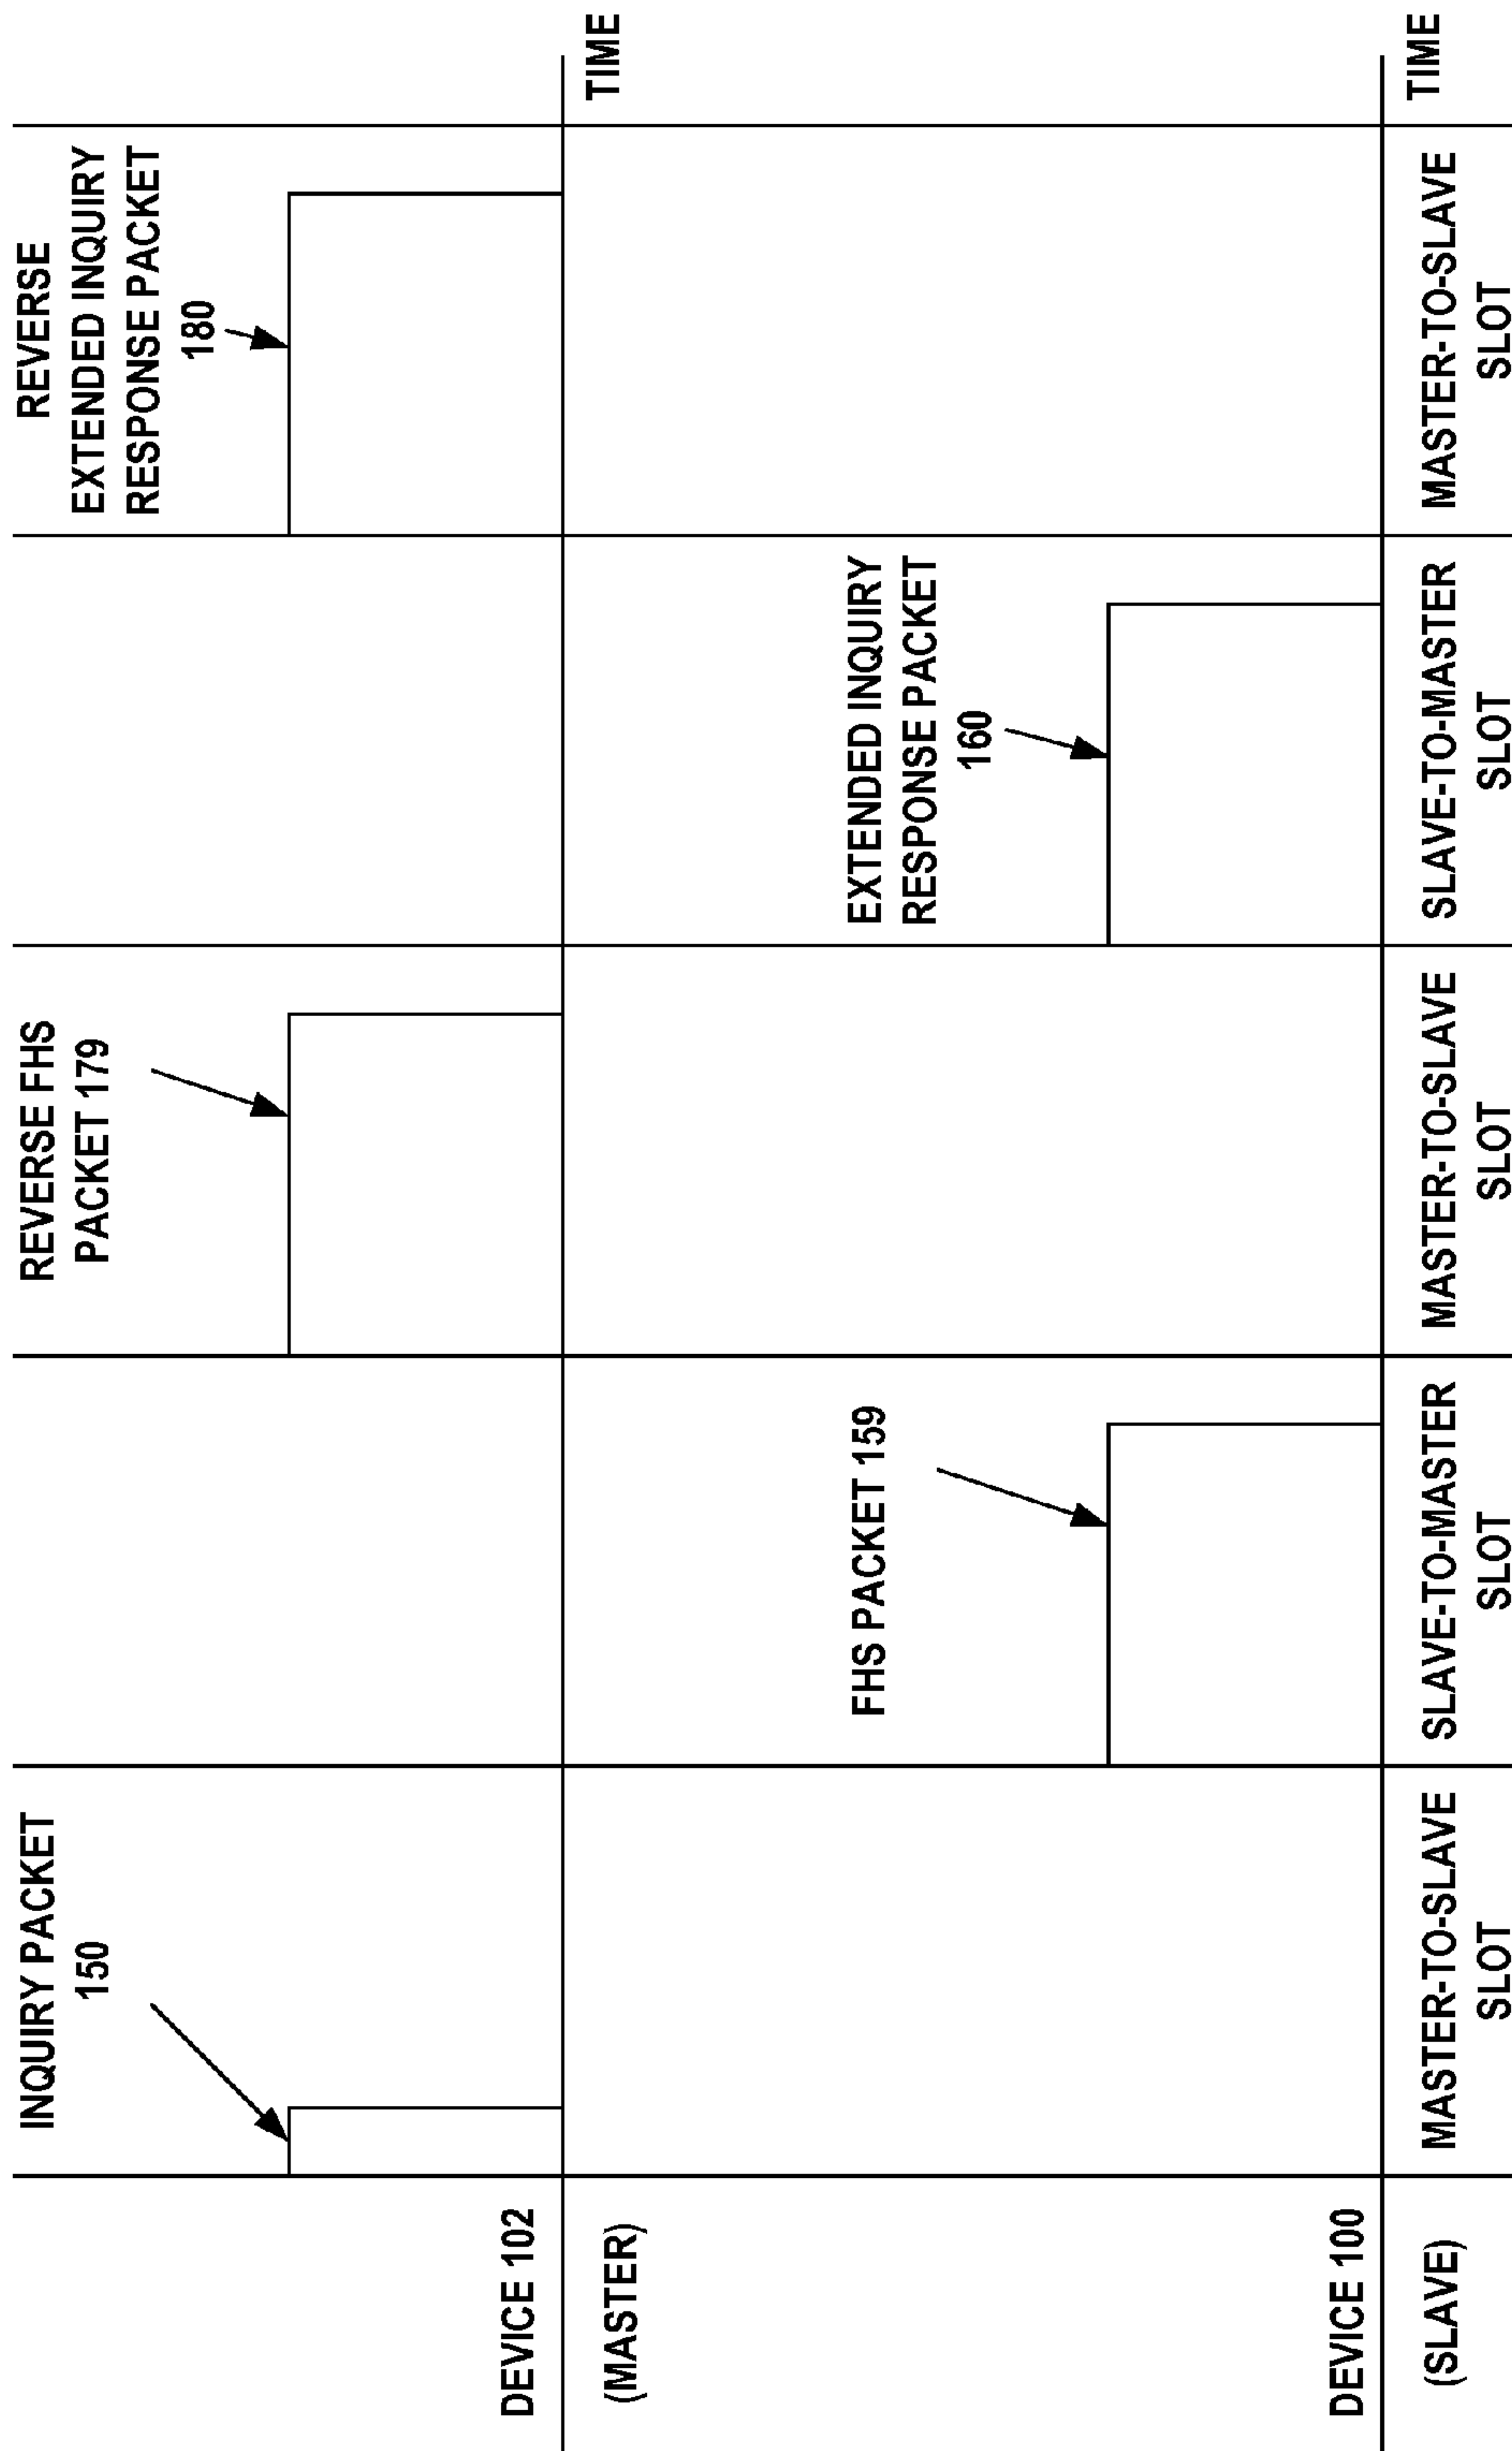 INQUIRY PACKET
150
REVERSE FHS
PACKET 179
REVERSE
EXTENDED INQUIRY
RESPONSE PACKET
180
DEVICE 102
(MASTER)
TIME
FHS PACKET 159
EXTENDED INQUIRY
RESPONSE PACKET
160
DEVICE 100
(SLAVE)
TIME
MASTER-TO-SLAVE
SLOT
SLAVE-TO-MASTER
SLOT
MASTER-TO-SLAVE
SLOT
SLAVE-TO-MASTER
SLOT
MASTER-TO-SLAVE
SLOT